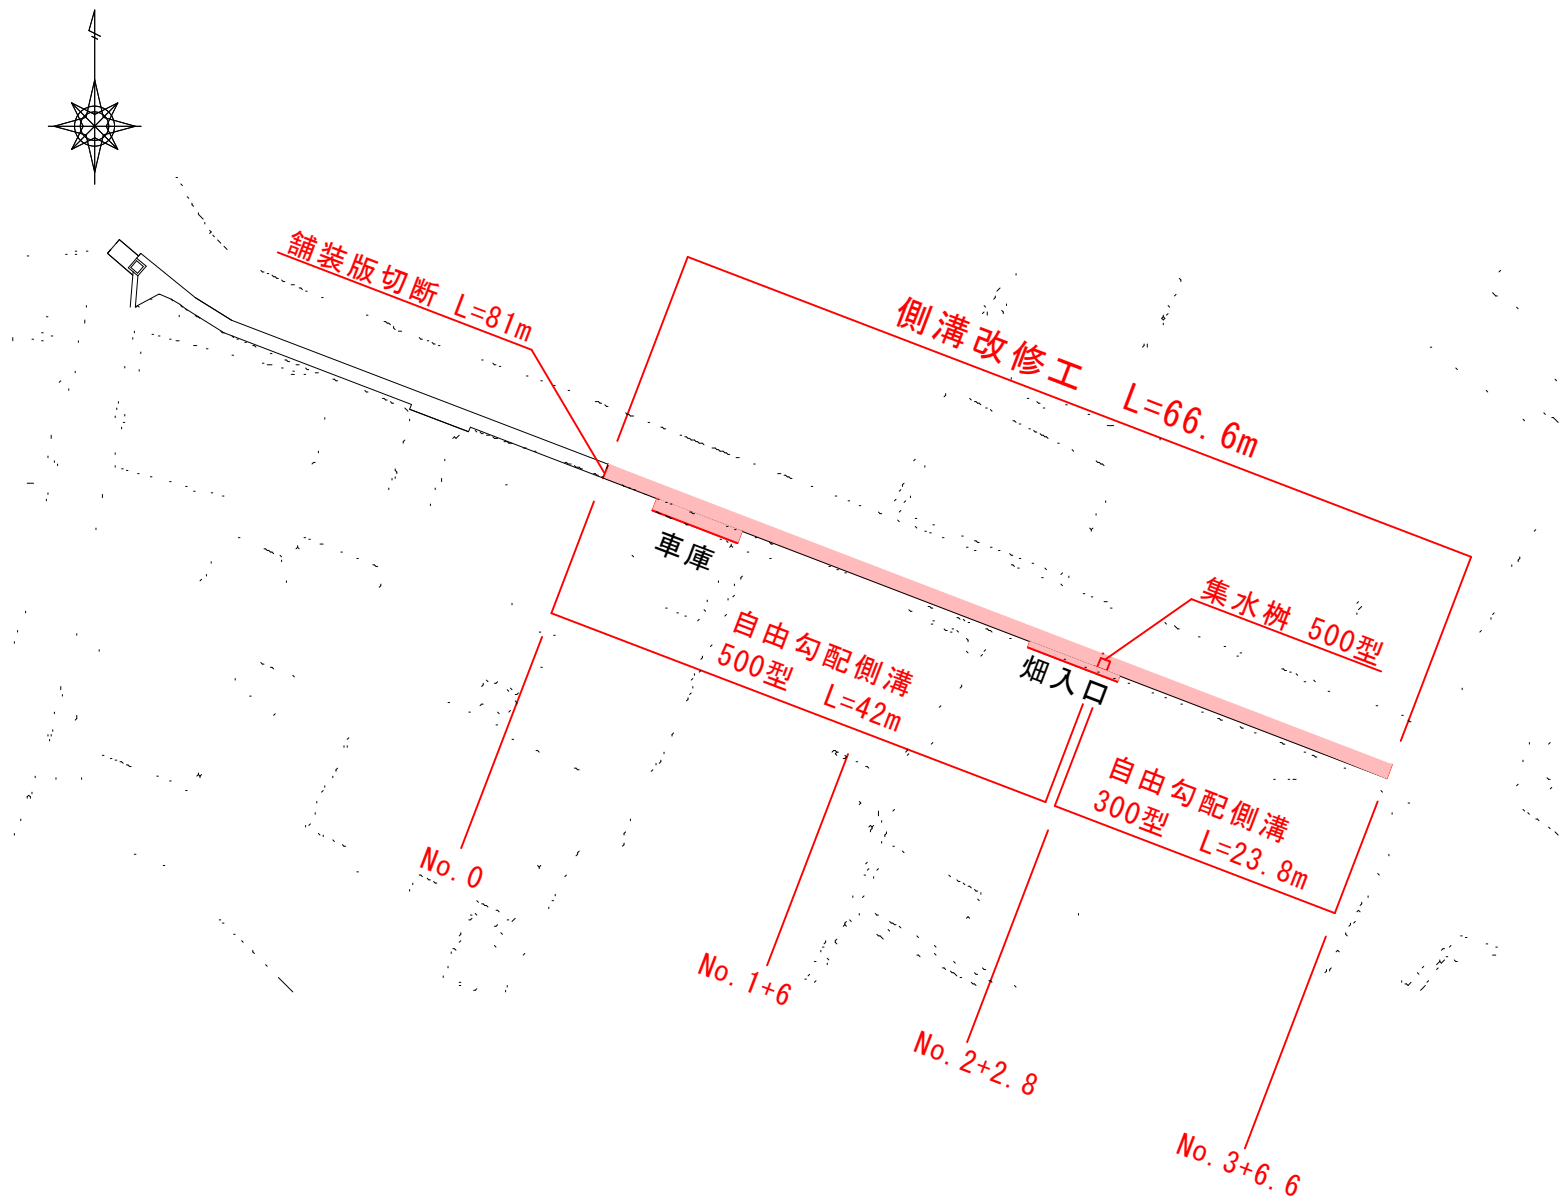 舗装版切断 L=81m
側溝改修工 L=66.6m
車庫
集水桝 500型
自由勾配側溝
500型 L=42m
畑入口
自由勾配側溝
300型 L=23.8m
No.0
No.1+6
No.2+2.8
No.3+6.6